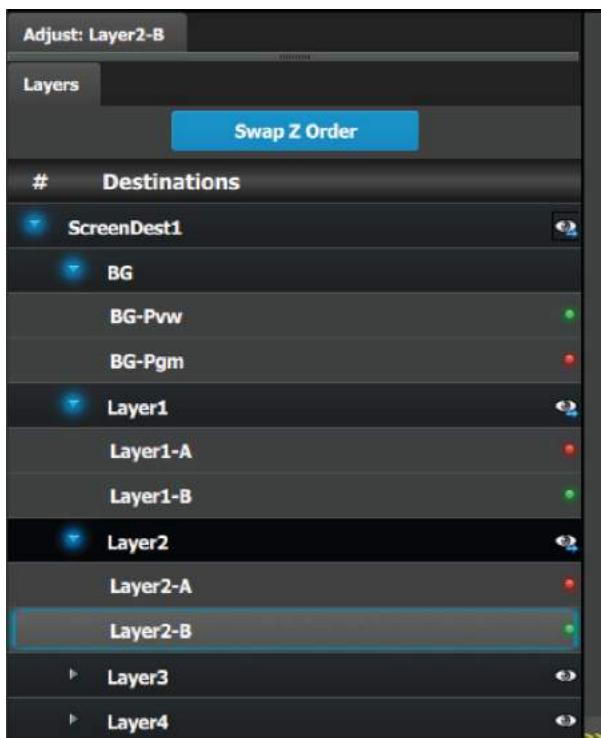 Adjust: Layer2-B
Layers
Swap Z Order
# Destinations
ScreenDest1
BG
BG-Pvw
BG-Pgm
Layer1
Layer1-A
Layer1-B
Layer2
Layer2-A
Layer2-B
Layer3
Layer4